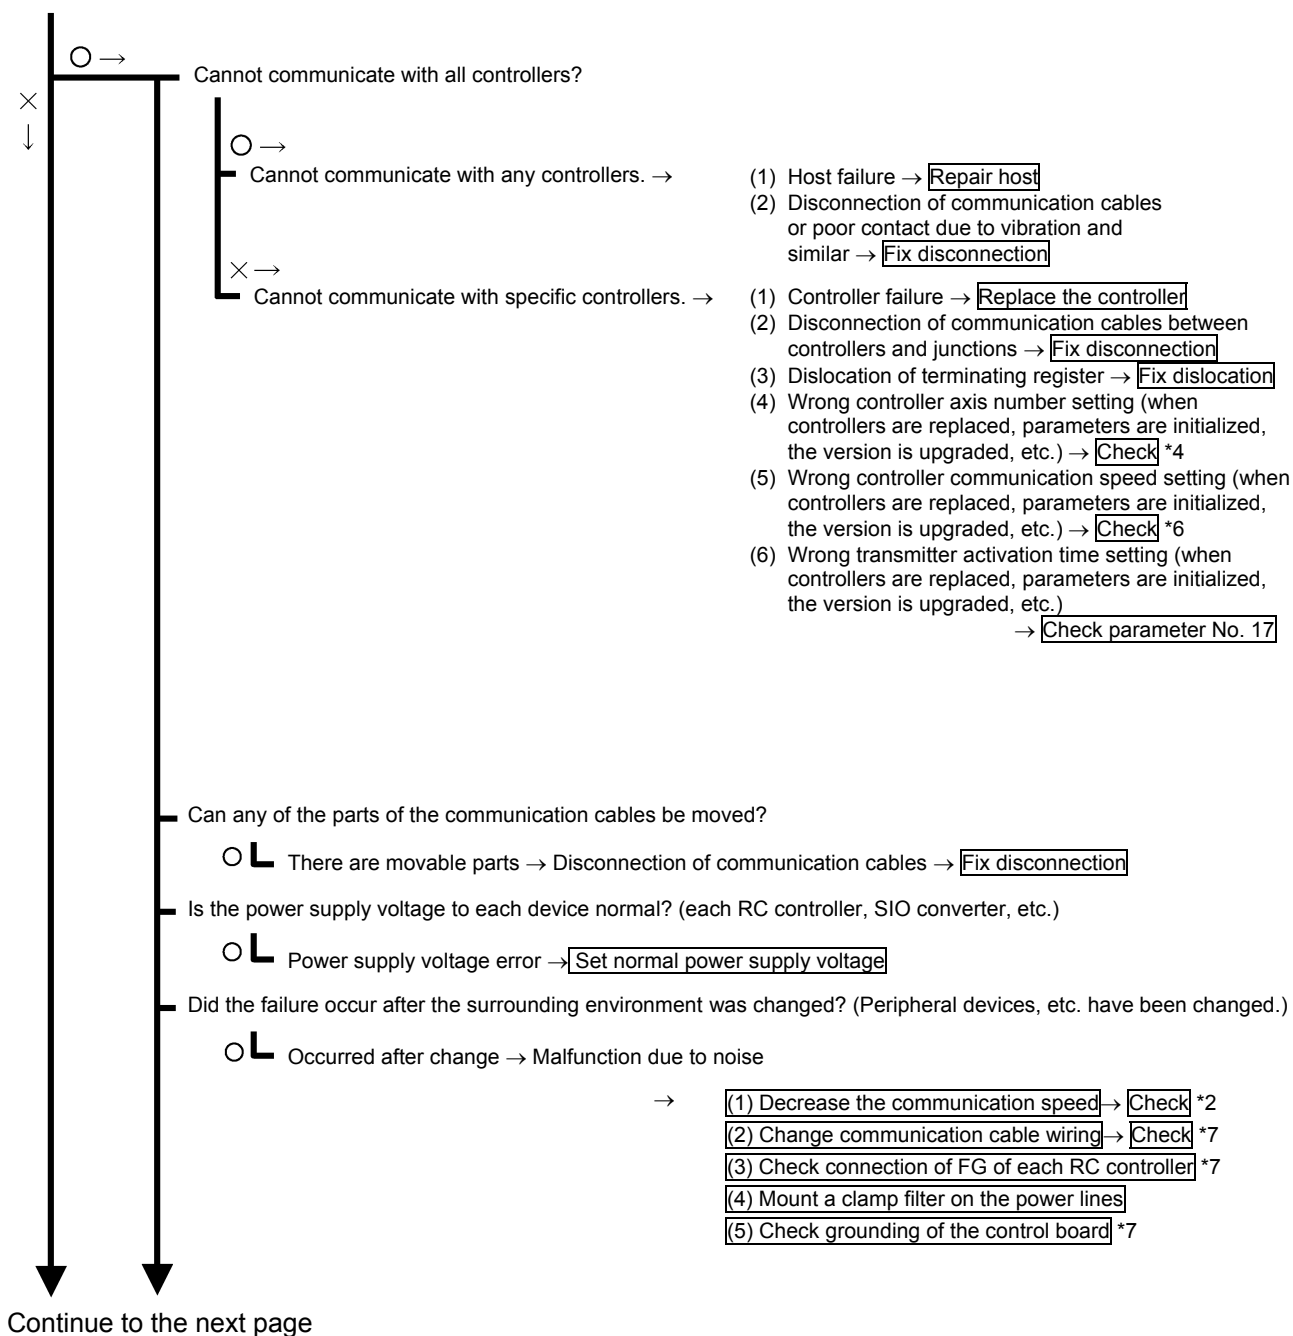 ○ →
Cannot communicate with all controllers?
×
↓
○ →
Cannot communicate with any controllers. →
(1) Host failure → Repair host
(2) Disconnection of communication cables
or poor contact due to vibration and
similar → Fix disconnection
× →
Cannot communicate with specific controllers. →
(1) Controller failure → Replace the controller
(2) Disconnection of communication cables between
controllers and junctions → Fix disconnection
(3) Dislocation of terminating register → Fix dislocation
(4) Wrong controller axis number setting (when
controllers are replaced, parameters are initialized,
the version is upgraded, etc.) → Check *4
(5) Wrong controller communication speed setting (when
controllers are replaced, parameters are initialized,
the version is upgraded, etc.) → Check *6
(6) Wrong transmitter activation time setting (when
controllers are replaced, parameters are initialized,
the version is upgraded, etc.)
→ Check parameter No. 17
Can any of the parts of the communication cables be moved?
○ There are movable parts → Disconnection of communication cables → Fix disconnection
Is the power supply voltage to each device normal? (each RC controller, SIO converter, etc.)
○ Power supply voltage error → Set normal power supply voltage
Did the failure occur after the surrounding environment was changed? (Peripheral devices, etc. have been changed.)
○ Occurred after change → Malfunction due to noise
→ (1) Decrease the communication speed → Check *2
(2) Change communication cable wiring → Check *7
(3) Check connection of FG of each RC controller *7
(4) Mount a clamp filter on the power lines
(5) Check grounding of the control board *7
Continue to the next page